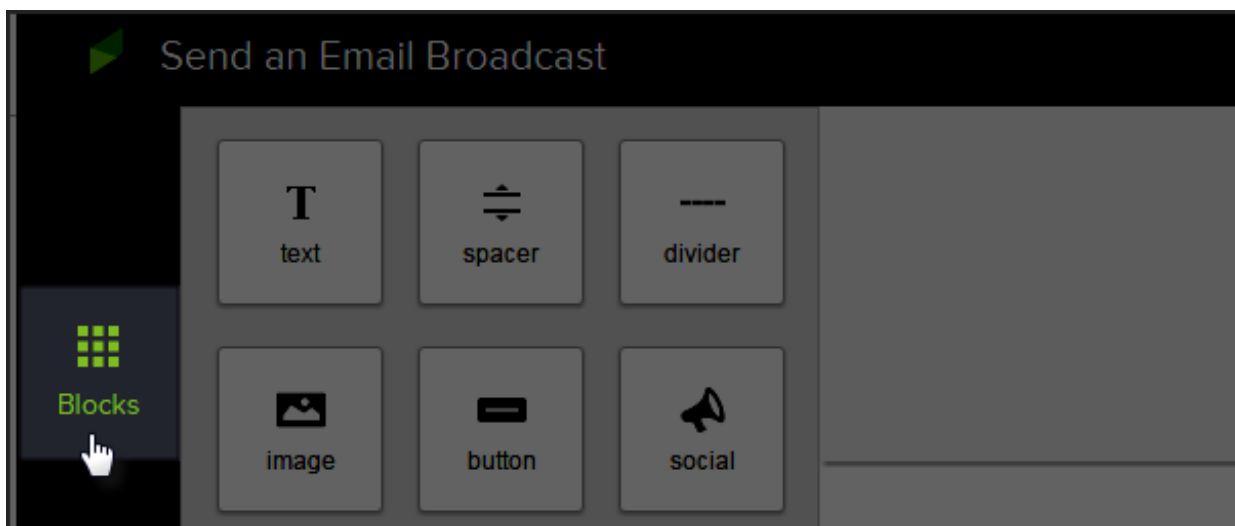 Send an Email Broadcast
T
text
spacer
divider
Blocks
image
button
social